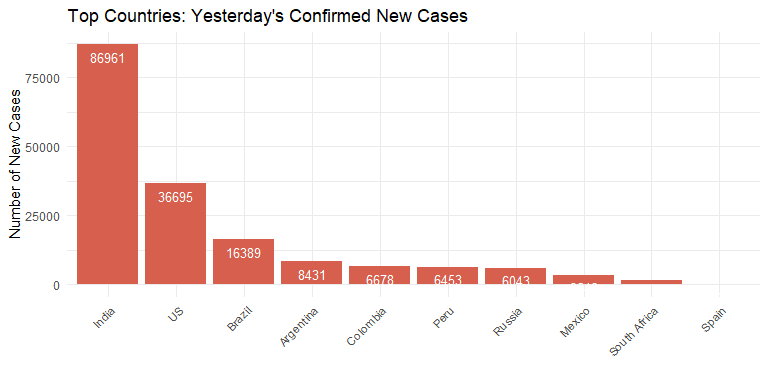 Top Countries: Yesterday's Confirmed New Cases
Number of New Cases
75000
50000
25000
0
86961
36695
16389
8431
6678
6453
6043
India
US
Brazil
Argentina
Colombia
Peru
Russia
Mexico
South Africa
Spain